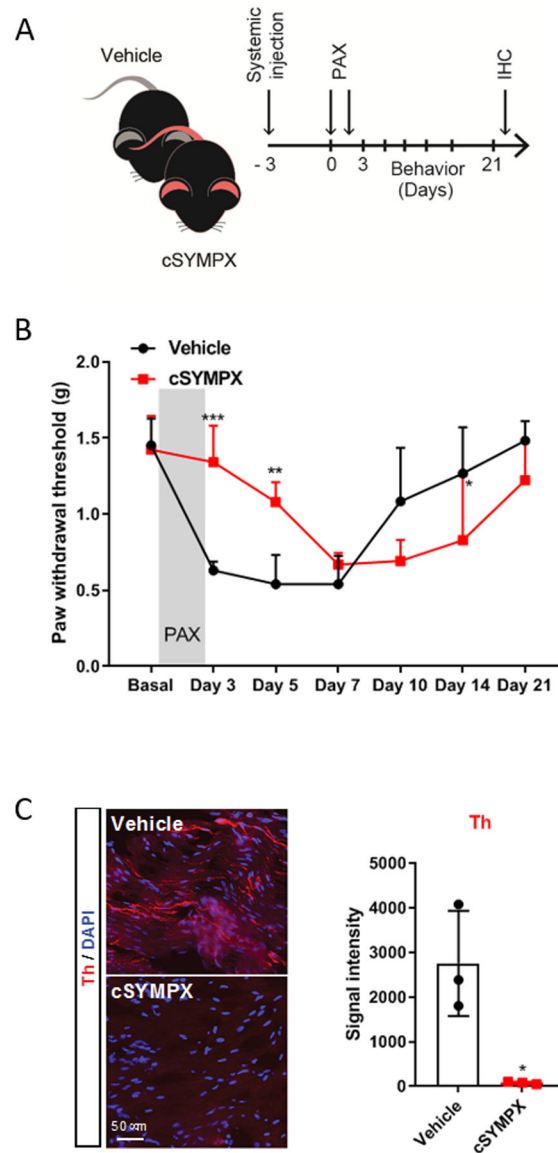 A
Vehicle
cSYMPX
Systemic
injection
PAX
IHC
- 3
0
3
Behavior
(Days)
21
B
Vehicle
cSYMPX
Paw withdrawal threshold (g)
2.0
1.5
1.0
0.5
0.0
***
**
*
PAX
Basal
Day 3
Day 5
Day 7
Day 10
Day 14
Day 21
C
Th / DAPI
Vehicle
cSYMPX
50 ∝m
Th
Signal intensity
5000
4000
3000
2000
1000
0
*
Vehicle
cSYMPX